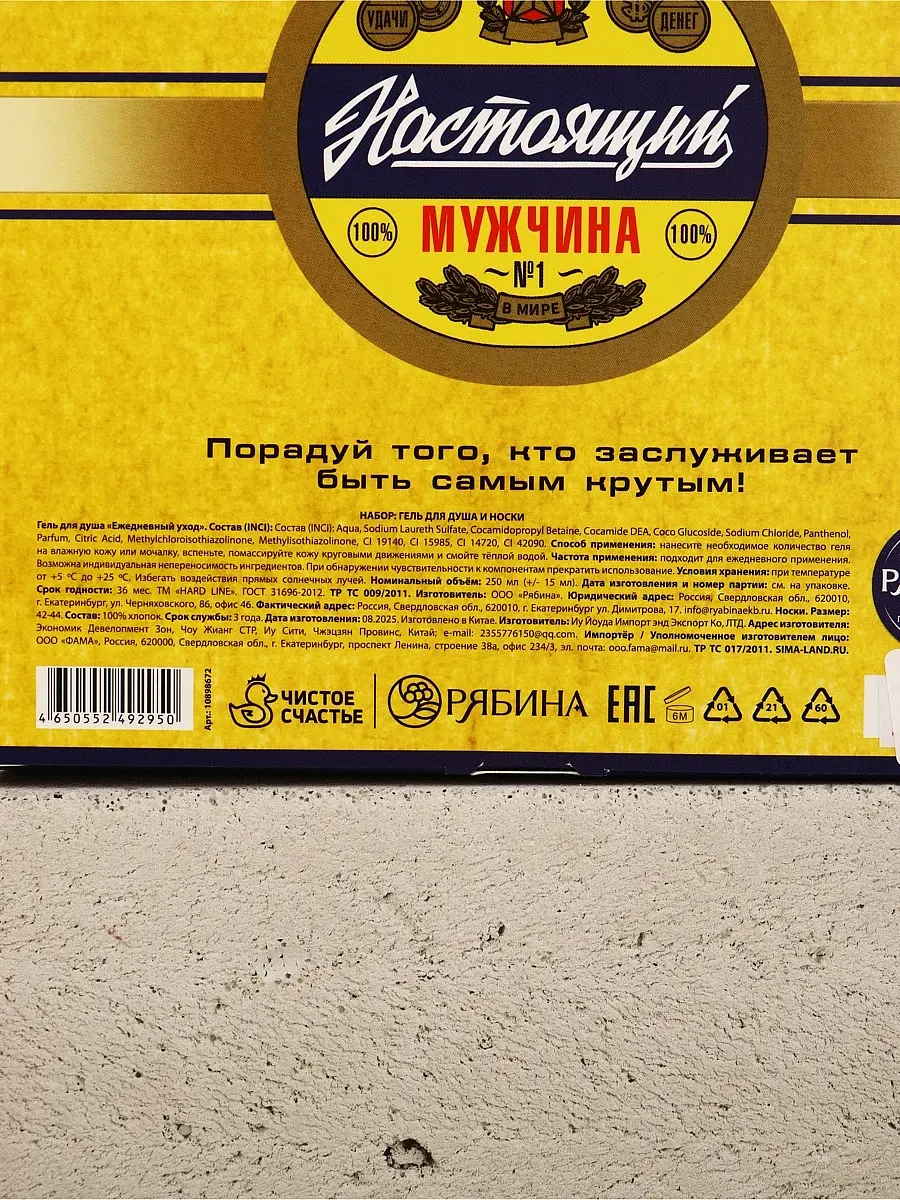 УДАЧИ
ДЕНЕГ
Настоящий
100%
МУЖЧИНА
100%
№1
В МИРЕ
Порадуй того, кто заслуживает
быть самым крутым!
НАБОР: ГЕЛЬ ДЛЯ ДУША И НОСКИ
Гель для душа «Ежедневный уход». Состав (INCI): Состав (INCI): Aqua, Sodium Laureth Sulfate, Cocamidopropyl Betaine, Cocamide DEA, Coco Glucoside, Sodium Chloride, Panthenol,
Parfum, Citric Acid, Methylchloroisothiazolinone, Methylisothiazolinone, CI 19140, CI 15985, CI 14720, CI 42090. Способ применения: нанесите необходимое количество геля
на влажную кожу или мочалку, вспеньте, помассируйте кожу круговыми движениями и смойте тёплой водой. Частота применения: подходит для ежедневного применения.
Возможна индивидуальная непереносимость ингредиентов. При обнаружении чувствительности к компонентам прекратить использование. Условия хранения: при температуре
от +5 ºС до +25 ºС, Избегать воздействия прямых солнечных лучей. Номинальный объём: 250 мл (+/- 15 мл). Дата изготовления и номер партии: см. на упаковке.
Срок годности: 36 мес. ТМ «HARD LINE». ГОСТ 31696-2012. ТР ТС 009/2011. Изготовитель: ООО «Рябина». Юридический адрес: Россия, Свердловская обл., 620010,
г. Екатеринбург, ул. Черняховского, 86, офис 46. Фактический адрес: Россия, Свердловская обл., 620010, г. Екатеринбург ул. Димитрова, 17. info@ryabinaekb.ru. Носки. Размер:
42-44. Состав: 100% хлопок. Срок службы: 3 года. Дата изготовления: 08.2025. Изготовлено в Китае. Изготовитель: Иу Йоуда Импорт энд Экспорт Ко, ЛТД. Адрес изготовителя:
Экономик Девелопмент Зон, Чоу Жианг СТР, Иу Сити, Чжэцзян Провинс, Китай; e-mail: 2355776150@qq.com. Импортёр / Уполномоченное изготовителем лицо:
ООО «ФАМА», Россия, 620000, Свердловская обл., г. Екатеринбург, проспект Ленина, строение 38а, офис 234/3, эл. почта: ooo.fama@mail.ru. ТР ТС 017/2011. SIMA-LAND.RU.
4 650552 492950
Арт.: 10898672
ЧИСТОЕ
СЧАСТЬЕ
РЯБИНА
EAC
6M
01
21
60